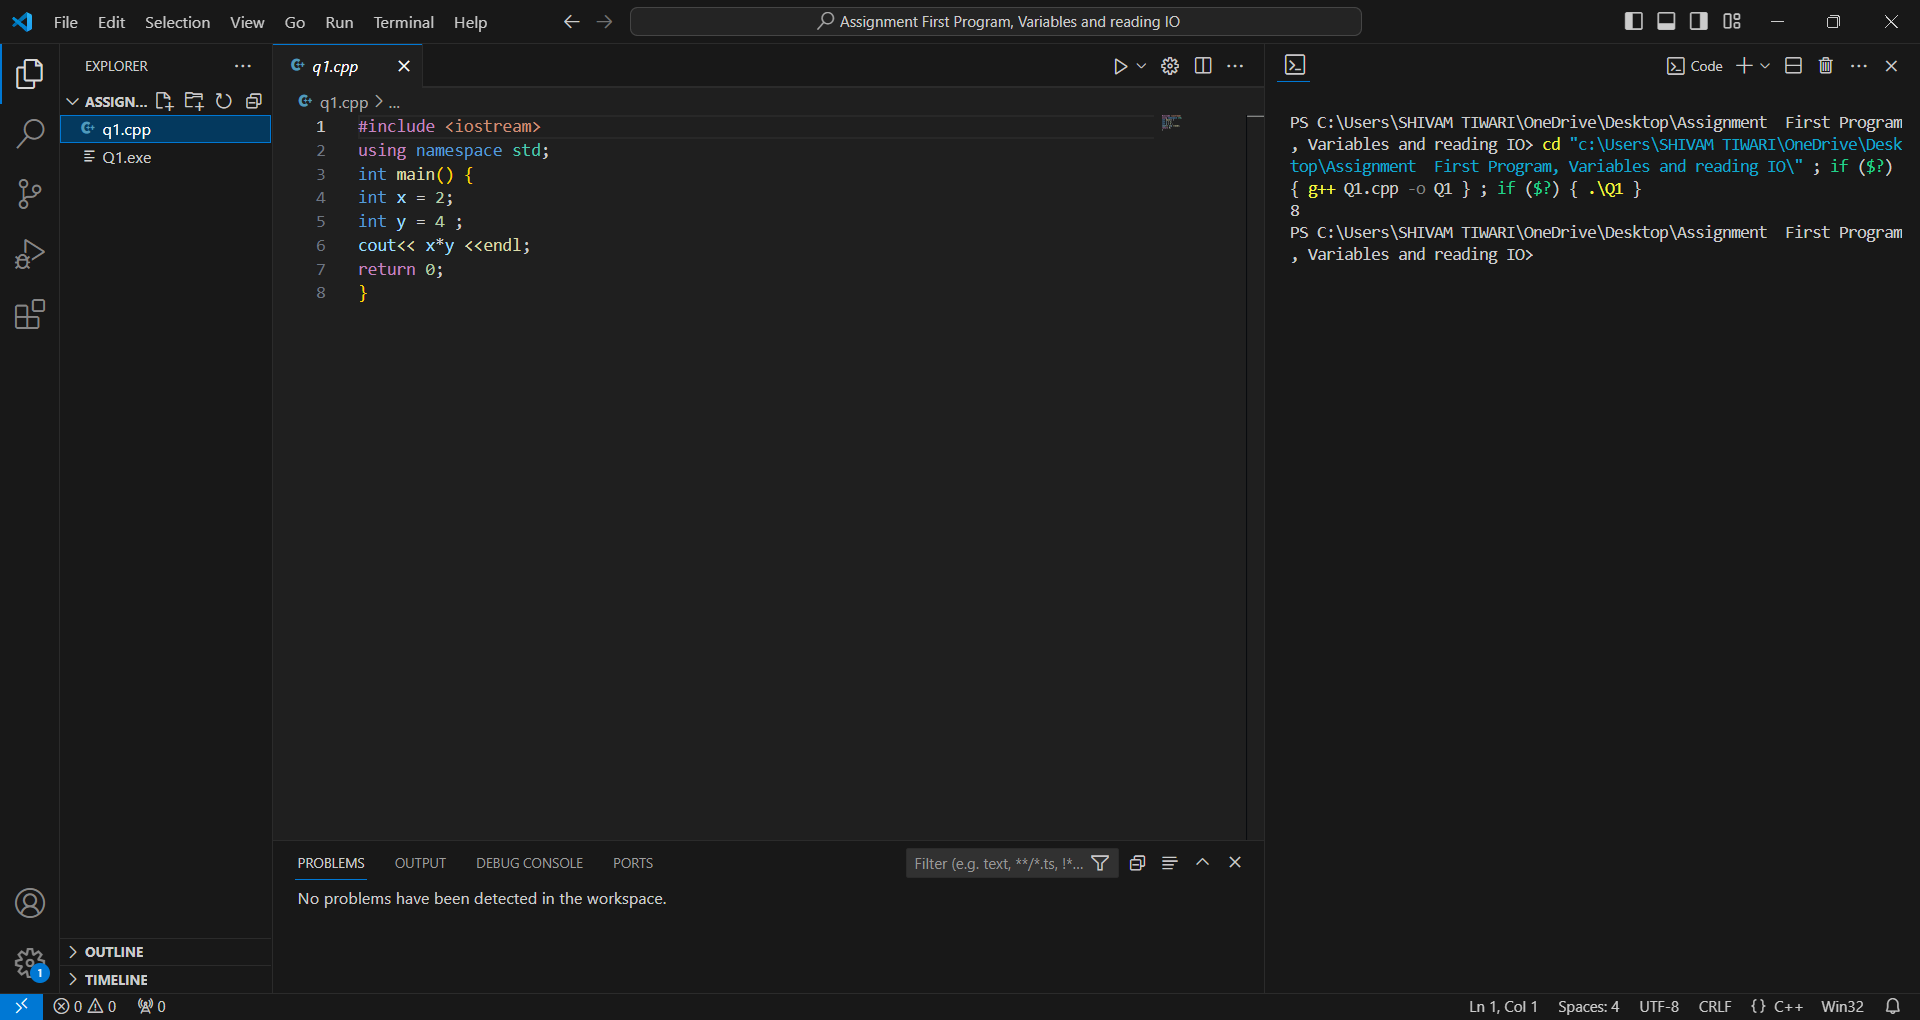 File Edit Selection View Go Run Terminal Help
Assignment First Program, Variables and reading IO
EXPLORER
ASSIGN...
q1.cpp
Q1.exe
OUTLINE
TIMELINE
q1.cpp
q1.cpp > ...
1 #include <iostream>
2 using namespace std;
3 int main() {
4 int x = 2;
5 int y = 4 ;
6 cout<< x*y <<endl;
7 return 0;
8 }
PROBLEMS OUTPUT DEBUG CONSOLE PORTS
Filter (e.g. text, **/*.ts, !*...
No problems have been detected in the workspace.
Code
PS C:\Users\SHIVAM TIWARI\OneDrive\Desktop\Assignment  First Program
, Variables and reading IO> cd "c:\Users\SHIVAM TIWARI\OneDrive\Desk
top\Assignment  First Program, Variables and reading IO\" ; if ($?)
{ g++ Q1.cpp -o Q1 } ; if ($?) { .\Q1 }
8
PS C:\Users\SHIVAM TIWARI\OneDrive\Desktop\Assignment  First Program
, Variables and reading IO>
1
0 0 0
Ln 1, Col 1 Spaces: 4 UTF-8 CRLF {} C++ Win32